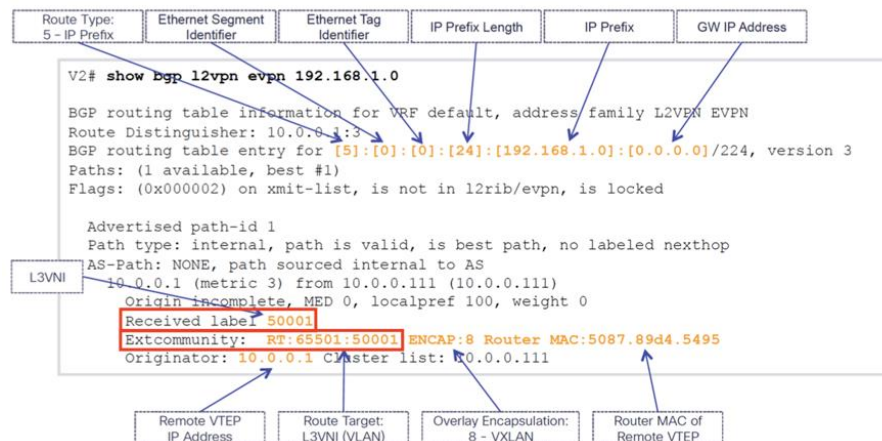 Route Type:
5 – IP Prefix
Ethernet Segment
Identifier
Ethernet Tag
Identifier
IP Prefix Length
IP Prefix
GW IP Address
V2# show bgp l2vpn evpn 192.168.1.0
BGP routing table information for VRF default, address family L2VPN EVPN
Route Distinguisher: 10.0.0.1:3
BGP routing table entry for [5]:[0]:[0]:[24]:[192.168.1.0]:[0.0.0.0]/224, version 3
Paths: (1 available, best #1)
Flags: (0x000002) on xmit-list, is not in l2rib/evpn, is locked
Advertised path-id 1
Path type: internal, path is valid, is best path, no labeled nexthop
AS-Path: NONE, path sourced internal to AS
L3VNI
10.0.0.1 (metric 3) from 10.0.0.111 (10.0.0.111)
Origin incomplete, MED 0, localpref 100, weight 0
Received label 50001
Extcommunity: RT:65501:50001 ENCAP:8 Router MAC:5087.89d4.5495
Originator: 10.0.0.1 Cluster list: 10.0.0.111
Remote VTEP
IP Address
Route Target:
L3VNI (VLAN)
Overlay Encapsulation:
8 – VXLAN
Router MAC of
Remote VTEP